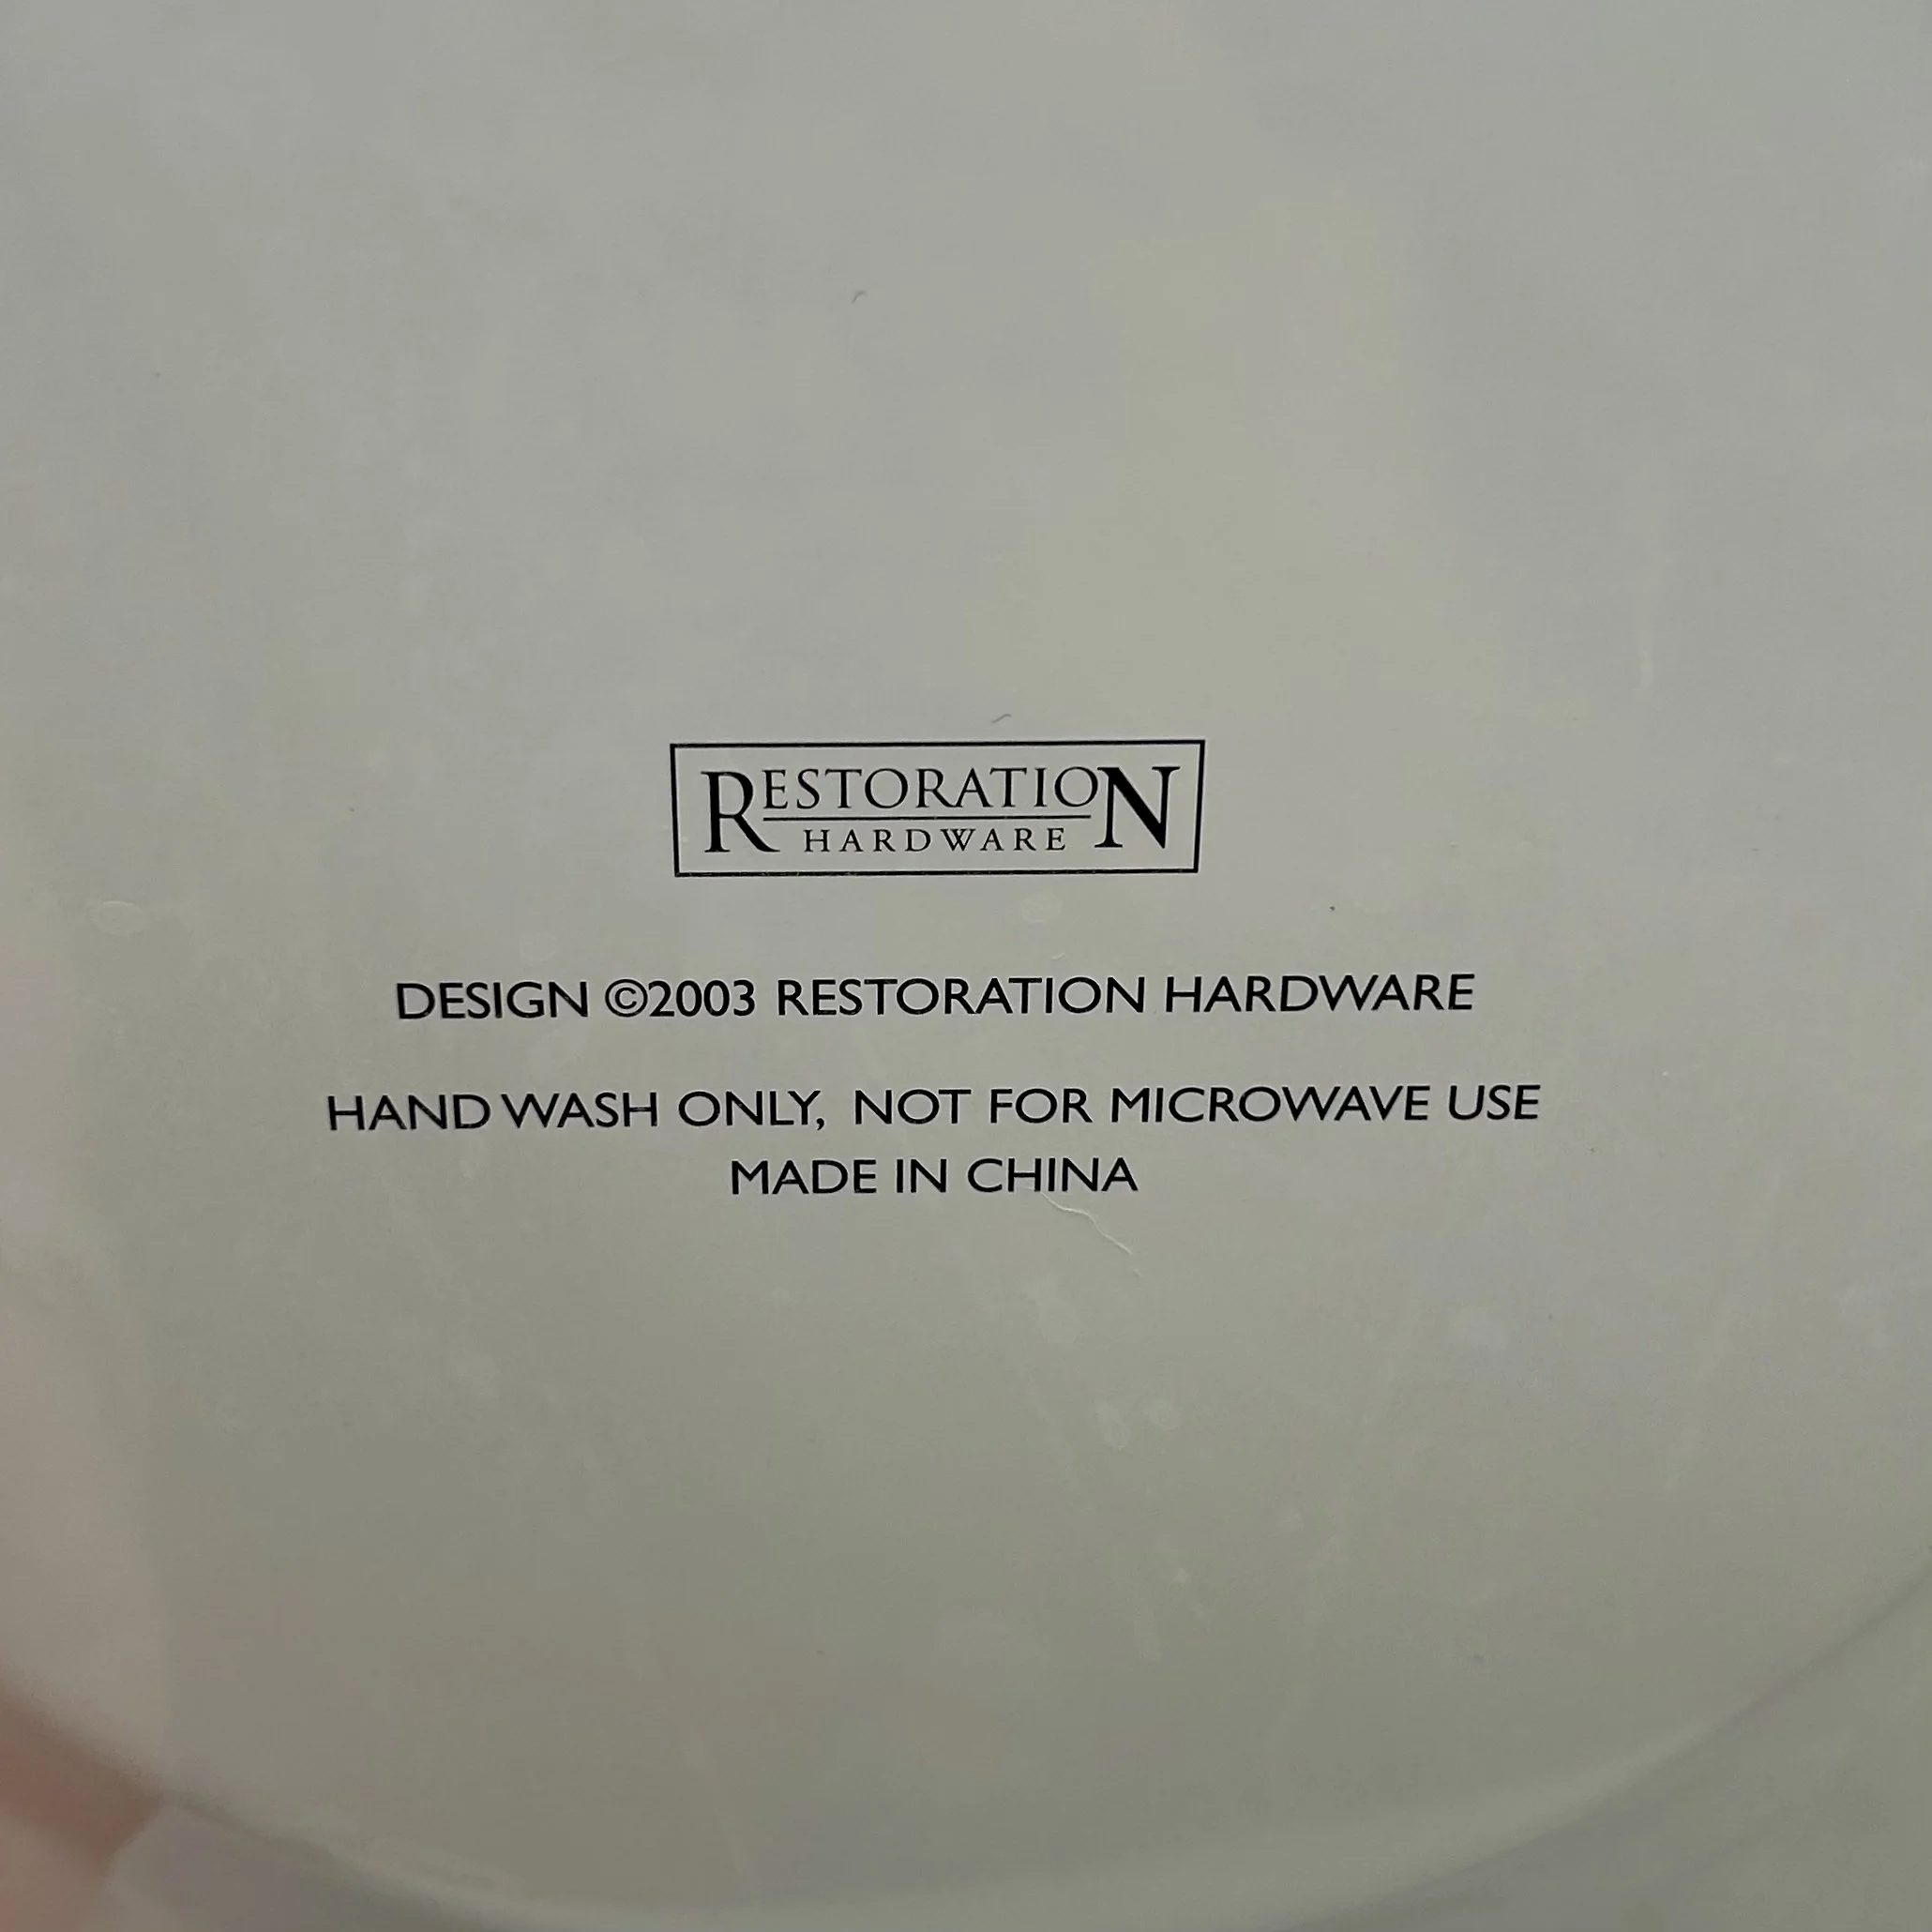 RESTORATION
HARDWARE
DESIGN ©2003 RESTORATION HARDWARE
HAND WASH ONLY, NOT FOR MICROWAVE USE
MADE IN CHINA